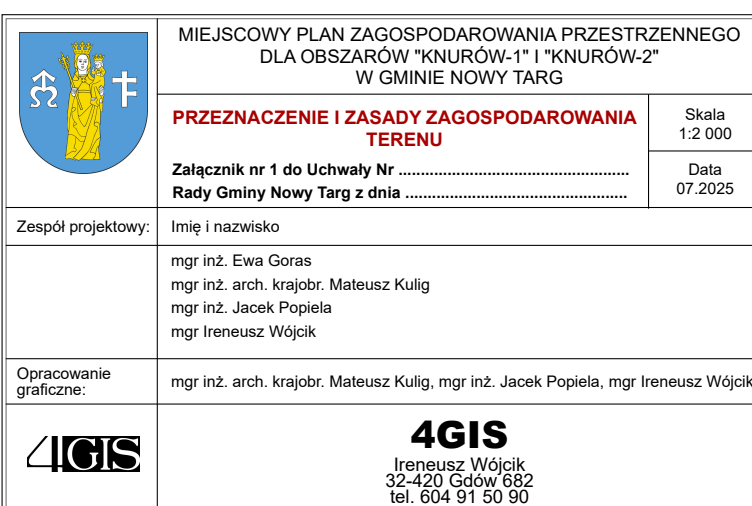 MIEJSCOWY PLAN ZAGOSPODAROWANIA PRZESTRZENNEGO
DLA OBSZARÓW "KNURÓW-1" I "KNURÓW-2"
W GMINIE NOWY TARG
PRZEZNACZENIE I ZASADY ZAGOSPODAROWANIA
TERENU
Skala
1:2 000
Załącznik nr 1 do Uchwały Nr ....................................................
Rady Gminy Nowy Targ z dnia ..................................................
Data
07.2025
Zespół projektowy:
Imię i nazwisko
mgr inż. Ewa Goras
mgr inż. arch. krajobr. Mateusz Kulig
mgr inż. Jacek Popiela
mgr Ireneusz Wójcik
Opracowanie
graficzne:
mgr inż. arch. krajobr. Mateusz Kulig, mgr inż. Jacek Popiela, mgr Ireneusz Wójcik
4GIS
4GIS
Ireneusz Wójcik
32-420 Gdów 682
tel. 604 91 50 90